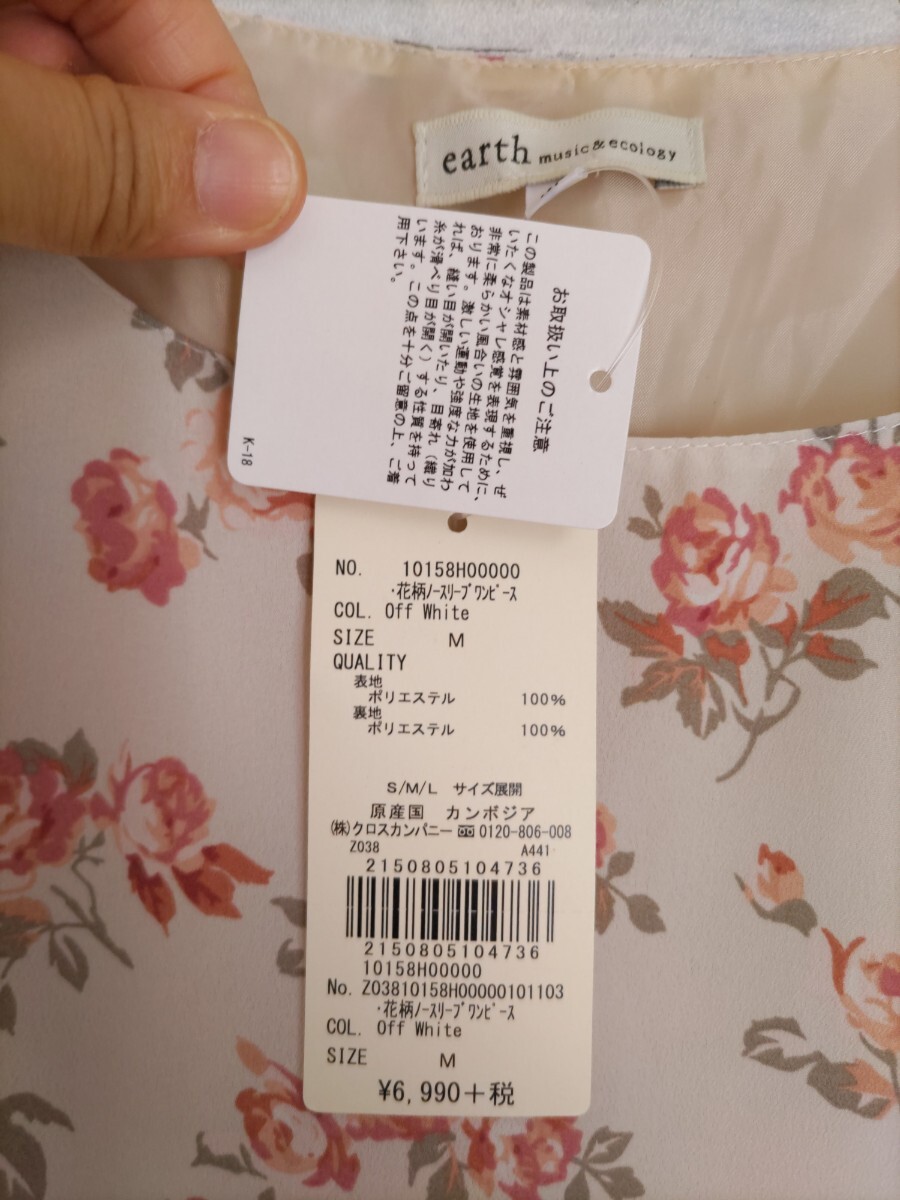 earth music&ecology
お取扱い上のご注意
この製品は素材感と雰囲気を重視し、ぜ
いたくなオシャレ感覚を表現するために、
非常に柔らかい風合いの生地を使用して
おります。激しい運動や強度な力が加わ
れば、縫い目が開いたり、目寄れ（織り
糸が滑べり目が開く）する性質を持って
います。この点を十分ご留意の上、ご着
用下さい。
K-18
NO. 10158H00000
・花柄ﾉｰｽﾘｰﾌﾞﾜﾝﾋﾟｰｽ
COL. Off White
SIZE M
QUALITY
表地
ポリエステル 100%
裏地
ポリエステル 100%
S/M/L サイズ展開
原産国 カンボジア
(株)クロスカンパニー 0120-806-008
Z038 A441
2150805104736
2150805104736
10158H00000
No. Z03810158H00000101103
・花柄ﾉｰｽﾘｰﾌﾞﾜﾝﾋﾟｰｽ
COL. Off White
SIZE M
¥6,990+税